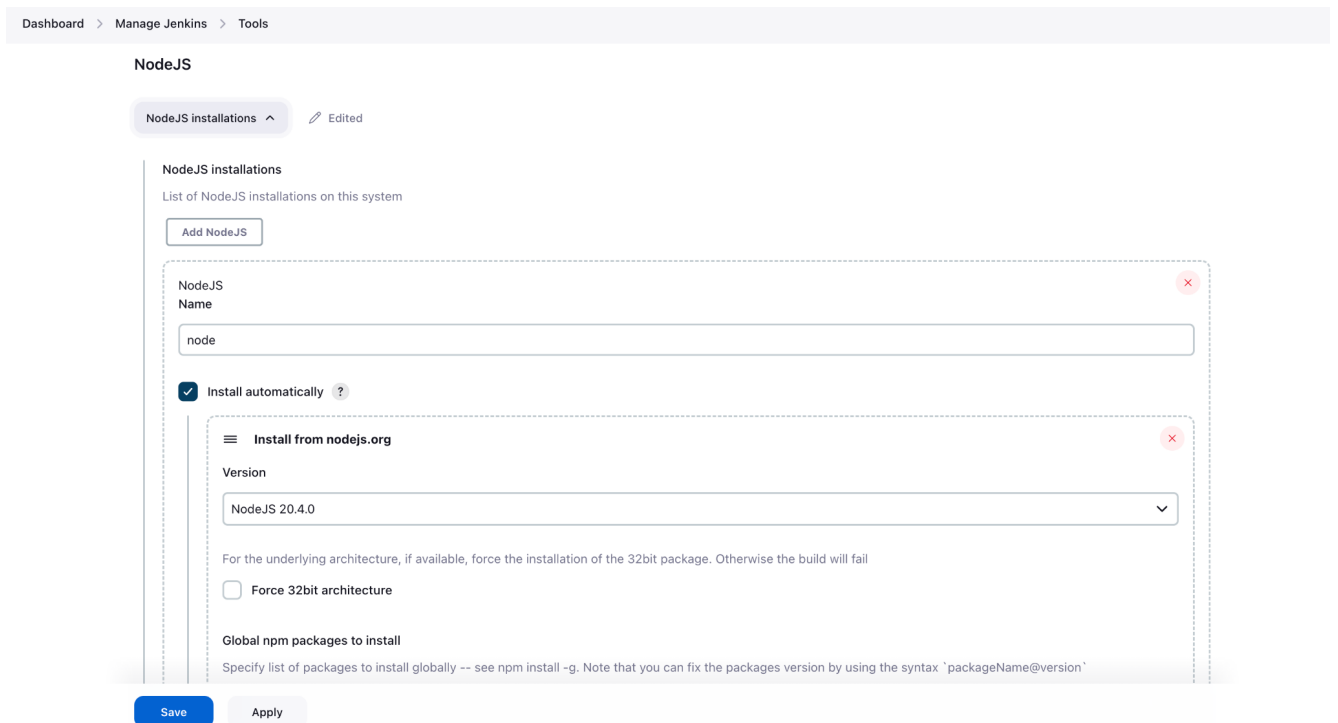 Dashboard > Manage Jenkins > Tools
NodeJS
NodeJS installations
Edited
NodeJS installations
List of NodeJS installations on this system
Add NodeJS
NodeJS
Name
node
Install automatically ?
Install from nodejs.org
Version
NodeJS 20.4.0
For the underlying architecture, if available, force the installation of the 32bit package. Otherwise the build will fail
Force 32bit architecture
Global npm packages to install
Specify list of packages to install globally -- see npm install -g. Note that you can fix the packages version by using the syntax `packageName@version`
Save
Apply